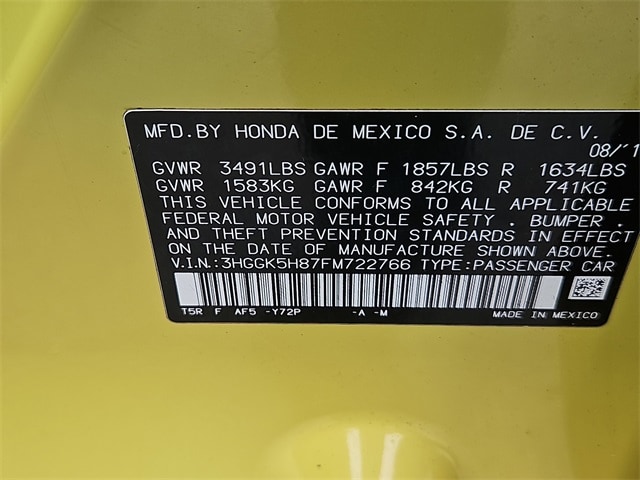 MFD.BY HONDA DE MEXICO S.A. DE C.V.
08/'1
GVWR 3491LBS GAWR F 1857LBS R 1634LBS
GVWR 1583KG GAWR F 842KG R 741KG
THIS VEHICLE CONFORMS TO ALL APPLICABLE
FEDERAL MOTOR VEHICLE SAFETY . BUMPER .
AND THEFT PREVENTION STANDARDS IN EFFECT
ON THE DATE OF MANUFACTURE SHOWN ABOVE.
V.I.N.:3HGGK5H87FM722766 TYPE:PASSENGER CAR
T5R F AF5 -Y72P -A -M MADE IN MEXICO